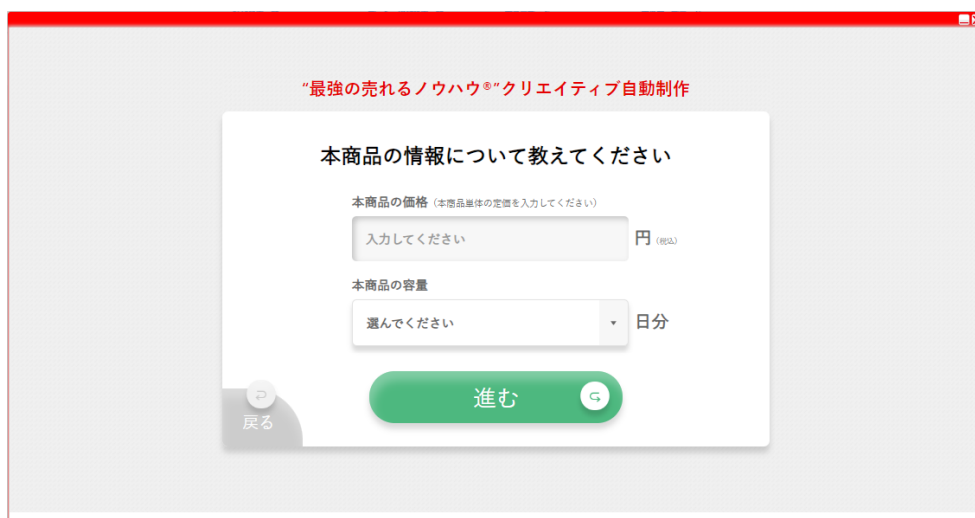 “最強の売れるノウハウ®”クリエイティブ自動制作
本商品の情報について教えてください
本商品の価格（本商品単体の定価を入力してください）
入力してください 円（税込）
本商品の容量
選んでください 日分
進む
戻る